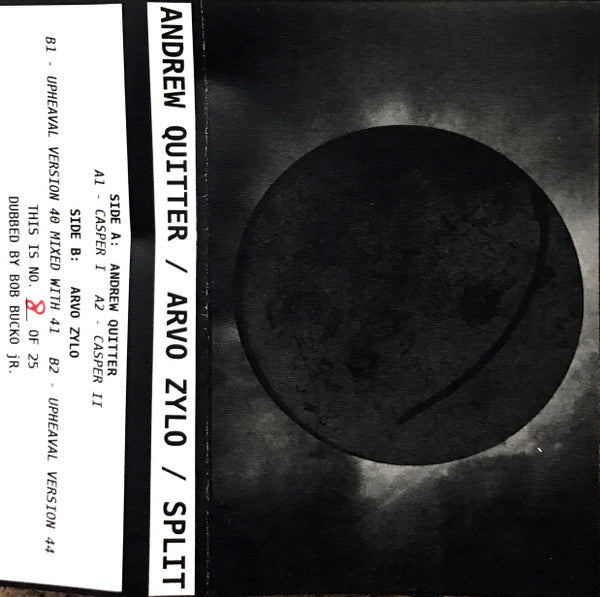 ANDREW QUITTER / ARVO ZYLO / SPLIT
SIDE A: ANDREW QUITTER
A1 - CASPER I A2 - CASPER II
SIDE B: ARVO ZYLO
B1 - UPHEAVAL VERSION 40 MIXED WITH 41 B2 - UPHEAVAL VERSION 44
THIS IS NO. 8 OF 25
DUBBED BY BOB BUCKO jR.